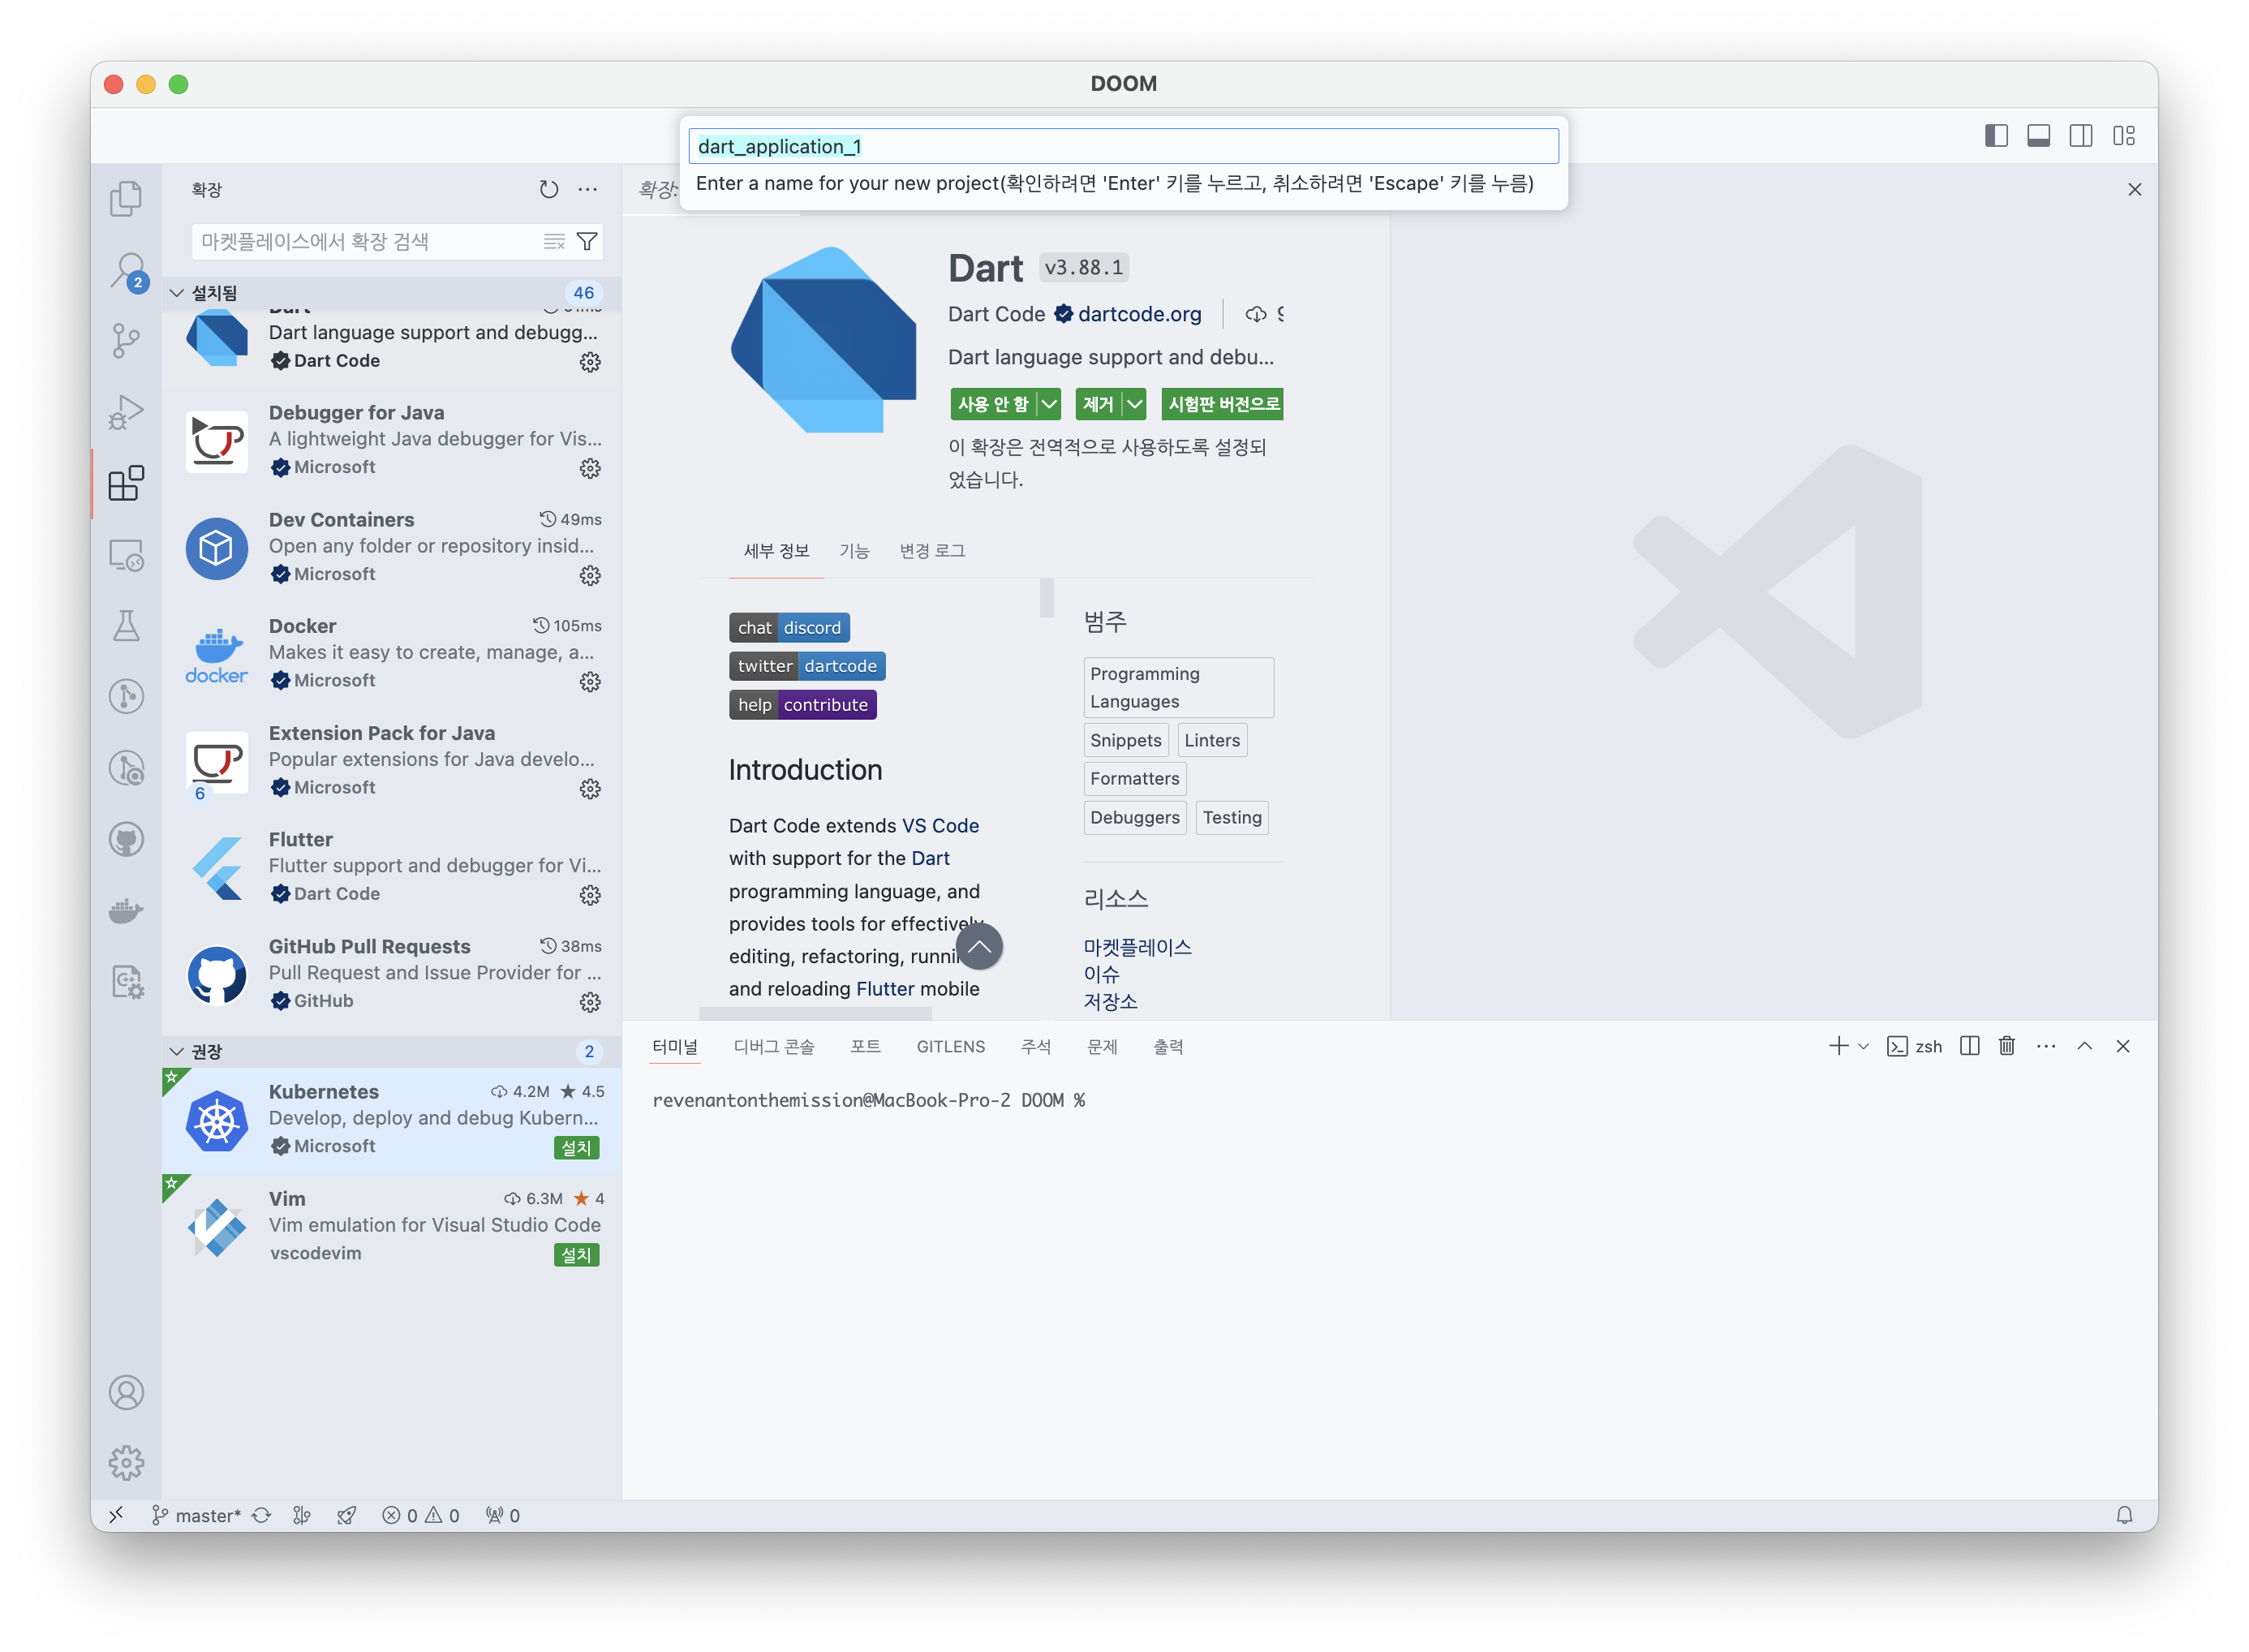 DOOM
dart_application_1
Enter a name for your new project(확인하려면 'Enter' 키를 누르고, 취소하려면 'Escape' 키를 누름)
확장
마켓플레이스에서 확장 검색
2
설치됨
46
Dart
Dart language support and debugg...
Dart Code
Debugger for Java
A lightweight Java debugger for Vis...
Microsoft
Dev Containers
49ms
Open any folder or repository insid...
Microsoft
Docker
105ms
Makes it easy to create, manage, a...
docker
Microsoft
Extension Pack for Java
Popular extensions for Java develo...
6
Microsoft
Flutter
Flutter support and debugger for Vi...
Dart Code
GitHub Pull Requests
38ms
Pull Request and Issue Provider for ...
GitHub
권장
2
Kubernetes
4.2M
4.5
Develop, deploy and debug Kubern...
Microsoft
설치
Vim
6.3M
4
Vim emulation for Visual Studio Code
vscodevim
설치
확장:
Dart
v3.88.1
Dart Code
dartcode.org
Dart language support and debu...
사용 안 함
제거
시험판 버전으로
이 확장은 전역적으로 사용하도록 설정되
었습니다.
세부 정보
기능
변경 로그
chat discord
twitter dartcode
help contribute
Introduction
Dart Code extends VS Code
with support for the Dart
programming language, and
provides tools for effectively
editing, refactoring, runni
and reloading Flutter mobile
범주
Programming
Languages
Snippets
Linters
Formatters
Debuggers
Testing
리소스
마켓플레이스
이슈
저장소
터미널
디버그 콘솔
포트
GITLENS
주석
문제
출력
zsh
revenantonthemission@MacBook-Pro-2 DOOM %
master*
0
0
0